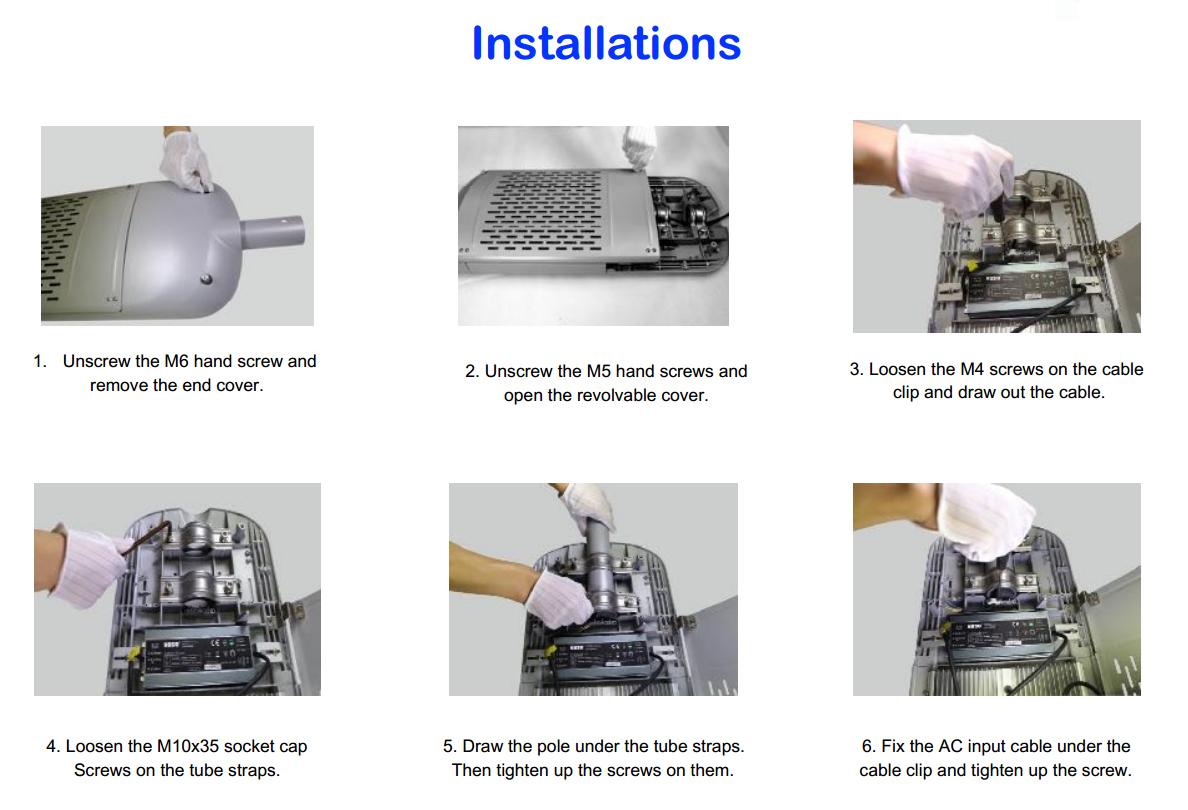 Installations
1. Unscrew the M6 hand screw and
remove the end cover.
2. Unscrew the M5 hand screws and
open the revolvable cover.
3. Loosen the M4 screws on the cable
clip and draw out the cable.
4. Loosen the M10x35 socket cap
Screws on the tube straps.
5. Draw the pole under the tube straps.
Then tighten up the screws on them.
6. Fix the AC input cable under the
cable clip and tighten up the screw.